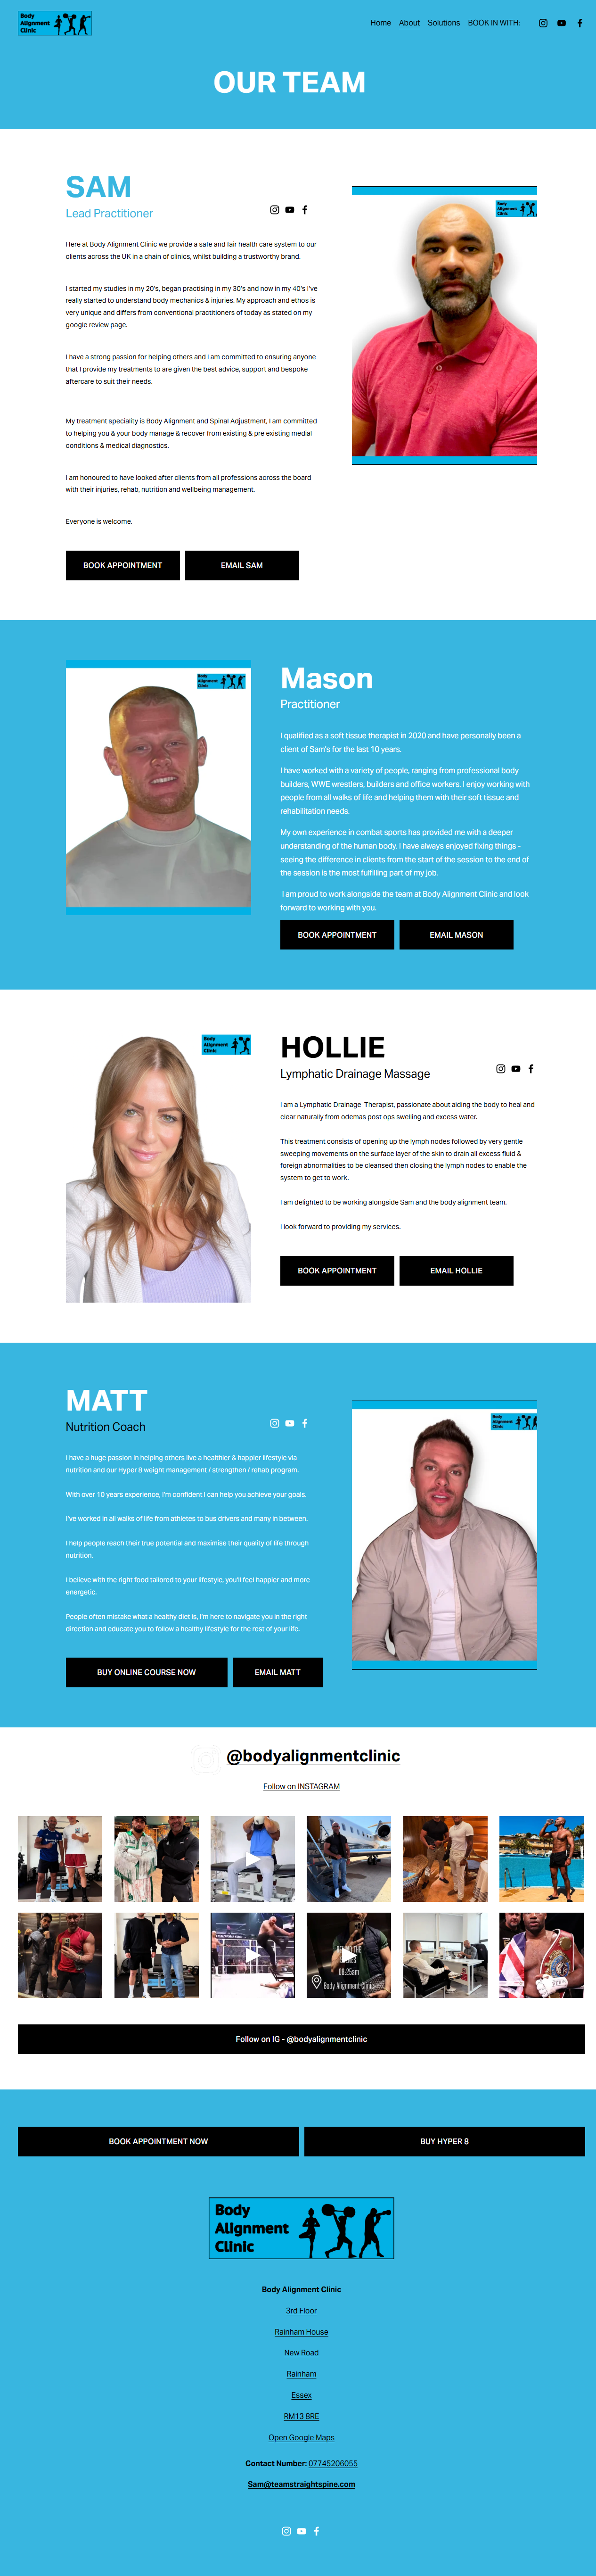 Body
Alignment
Clinic
Home About Solutions BOOK IN WITH:
OUR TEAM
SAM
Lead Practitioner
Here at Body Alignment Clinic we provide a safe and fair health care system to our
clients across the UK in a chain of clinics, whilst building a trustworthy brand.
I started my studies in my 20's, began practising in my 30's and now in my 40's I've
really started to understand body mechanics & injuries. My approach and ethos is
very unique and differs from conventional practitioners of today as stated on my
google review page.
I have a strong passion for helping others and I am committed to ensuring anyone
that I provide my treatments to are given the best advice, support and bespoke
aftercare to suit their needs.
My treatment speciality is Body Alignment and Spinal Adjustment, I am committed
to helping you & your body manage & recover from existing & pre existing medial
conditions & medical diagnostics.
I am honoured to have looked after clients from all professions across the board
with their injuries, rehab, nutrition and wellbeing management.
Everyone is welcome.
BOOK APPOINTMENT
EMAIL SAM
Body
Alignment
Clinic
Body
Alignment
Clinic
Mason
Practitioner
I qualified as a soft tissue therapist in 2020 and have personally been a
client of Sam's for the last 10 years.
I have worked with a variety of people, ranging from professional body
builders, WWE wrestlers, builders and office workers. I enjoy working with
people from all walks of life and helping them with their soft tissue and
rehabilitation needs.
My own experience in combat sports has provided me with a deeper
understanding of the human body. I have always enjoyed fixing things -
seeing the difference in clients from the start of the session to the end of
the session is the most fulfilling part of my job.
I am proud to work alongside the team at Body Alignment Clinic and look
forward to working with you.
BOOK APPOINTMENT
EMAIL MASON
Body
Alignment
Clinic
HOLLIE
Lymphatic Drainage Massage
I am a Lymphatic Drainage Therapist, passionate about aiding the body to heal and
clear naturally from odemas post ops swelling and excess water.
This treatment consists of opening up the lymph nodes followed by very gentle
sweeping movements on the surface layer of the skin to drain all excess fluid &
foreign abnormalities to be cleansed then closing the lymph nodes to enable the
system to get to work.
I am delighted to be working alongside Sam and the body alignment team.
I look forward to providing my services.
BOOK APPOINTMENT
EMAIL HOLLIE
MATT
Nutrition Coach
I have a huge passion in helping others live a healthier & happier lifestyle via
nutrition and our Hyper 8 weight management / strengthen / rehab program.
With over 10 years experience, I'm confident I can help you achieve your goals.
I've worked in all walks of life from athletes to bus drivers and many in between.
I help people reach their true potential and maximise their quality of life through
nutrition.
I believe with the right food tailored to your lifestyle, you'll feel happier and more
energetic.
People often mistake what a healthy diet is, I'm here to navigate you in the right
direction and educate you to follow a healthy lifestyle for the rest of your life.
BUY ONLINE COURSE NOW
EMAIL MATT
Body
Alignment
Clinic
@bodyalignmentclinic
Follow on INSTAGRAM
THE
08:25am
Body Alignment Clinic
Follow on IG - @bodyalignmentclinic
BOOK APPOINTMENT NOW
BUY HYPER 8
Body
Alignment
Clinic
Body Alignment Clinic
3rd Floor
Rainham House
New Road
Rainham
Essex
RM13 8RE
Open Google Maps
Contact Number: 07745206055
Sam@teamstraightspine.com